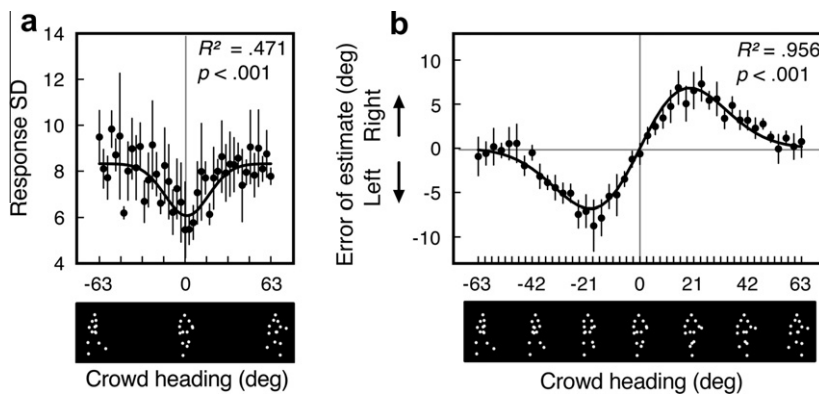 a
R² = .471
p < .001
Response SD
14
12
10
8
6
4
-63
0
63
Crowd heading (deg)
b
R² = .956
p < .001
Error of estimate (deg)
Left
Right
10
5
0
-5
-10
-63
-42
-21
0
21
42
63
Crowd heading (deg)